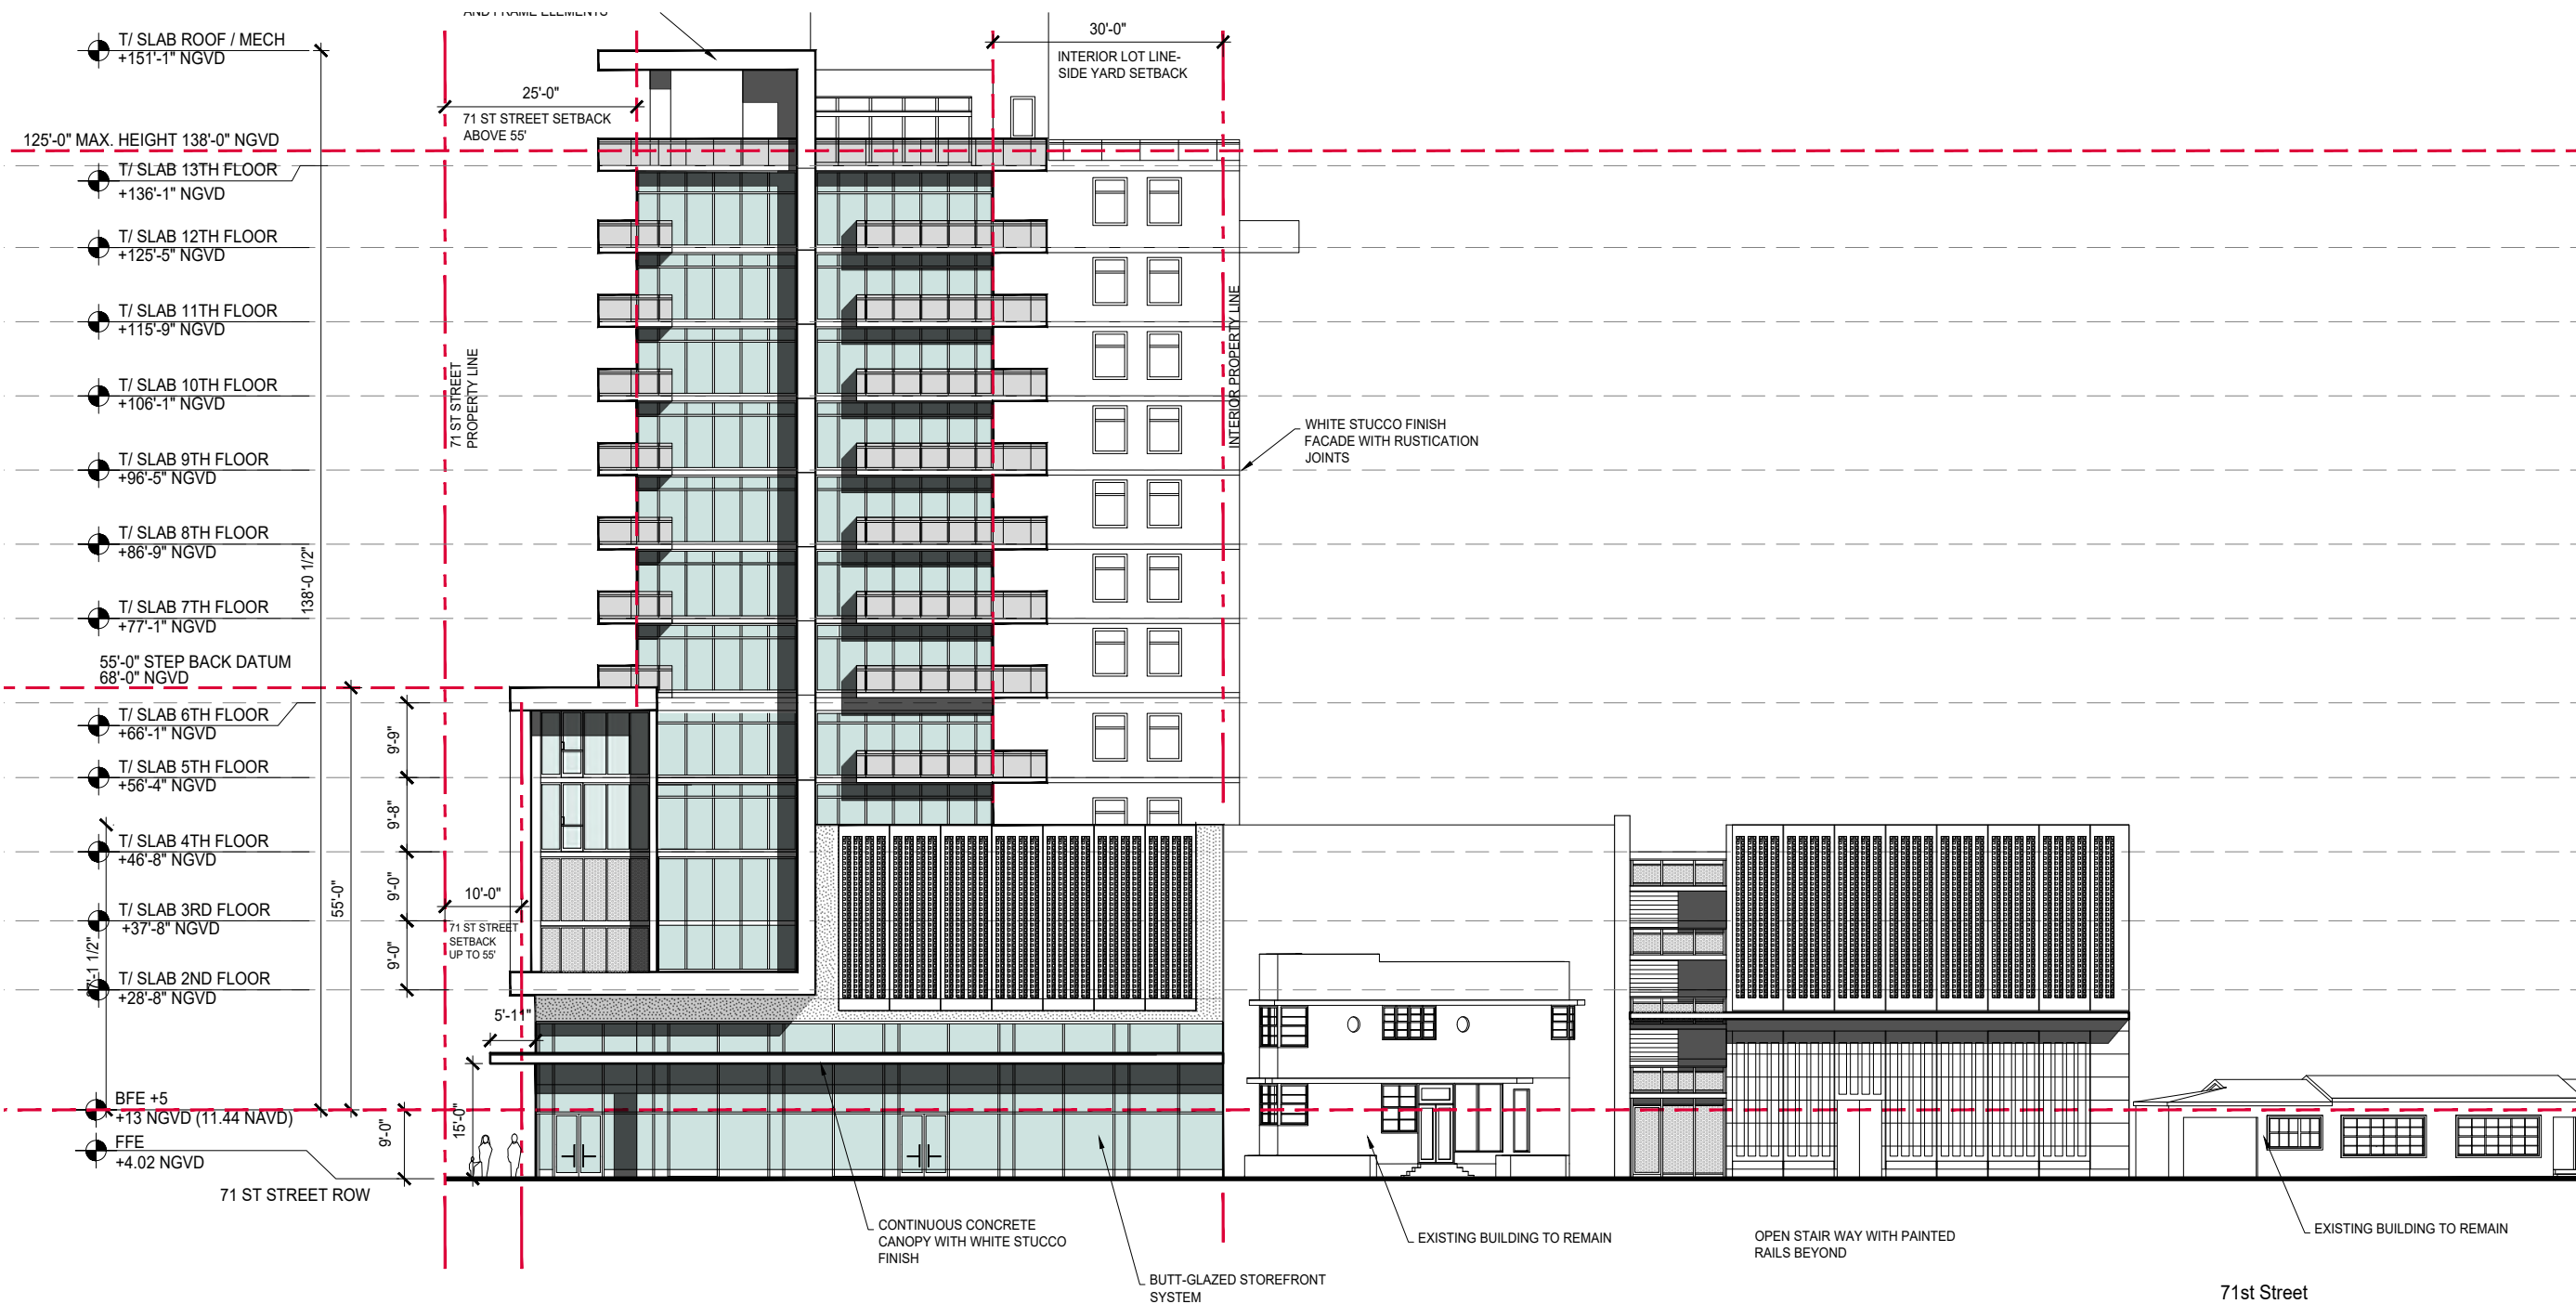 AND FRAME ELEMENTS
T/ SLAB ROOF / MECH
+151'-1" NGVD
30'-0"
INTERIOR LOT LINE-
SIDE YARD SETBACK
25'-0"
71 ST STREET SETBACK
ABOVE 55'
125'-0" MAX. HEIGHT 138'-0" NGVD
T/ SLAB 13TH FLOOR
+136'-1" NGVD
T/ SLAB 12TH FLOOR
+125'-5" NGVD
T/ SLAB 11TH FLOOR
+115'-9" NGVD
71 ST STREET
PROPERTY LINE
INTERIOR PROPERTY LINE
T/ SLAB 10TH FLOOR
+106'-1" NGVD
WHITE STUCCO FINISH
FACADE WITH RUSTICATION
JOINTS
T/ SLAB 9TH FLOOR
+96'-5" NGVD
T/ SLAB 8TH FLOOR
+86'-9" NGVD
138'-0 1/2"
T/ SLAB 7TH FLOOR
+77'-1" NGVD
55'-0" STEP BACK DATUM
68'-0" NGVD
T/ SLAB 6TH FLOOR
+66'-1" NGVD
9'-9"
T/ SLAB 5TH FLOOR
+56'-4" NGVD
9'-8"
T/ SLAB 4TH FLOOR
+46'-8" NGVD
55'-0"
9'-0"
10'-0"
T/ SLAB 3RD FLOOR
+37'-8" NGVD
71 ST STREET
SETBACK
UP TO 55'
9'-0"
1 1/2"
T/ SLAB 2ND FLOOR
+28'-8" NGVD
5'-11"
BFE +5
+13 NGVD (11.44 NAVD)
9'-0"
15'-0"
FFE
+4.02 NGVD
71 ST STREET ROW
CONTINUOUS CONCRETE
CANOPY WITH WHITE STUCCO
FINISH
EXISTING BUILDING TO REMAIN
OPEN STAIR WAY WITH PAINTED
RAILS BEYOND
EXISTING BUILDING TO REMAIN
BUTT-GLAZED STOREFRONT
SYSTEM
71st Street